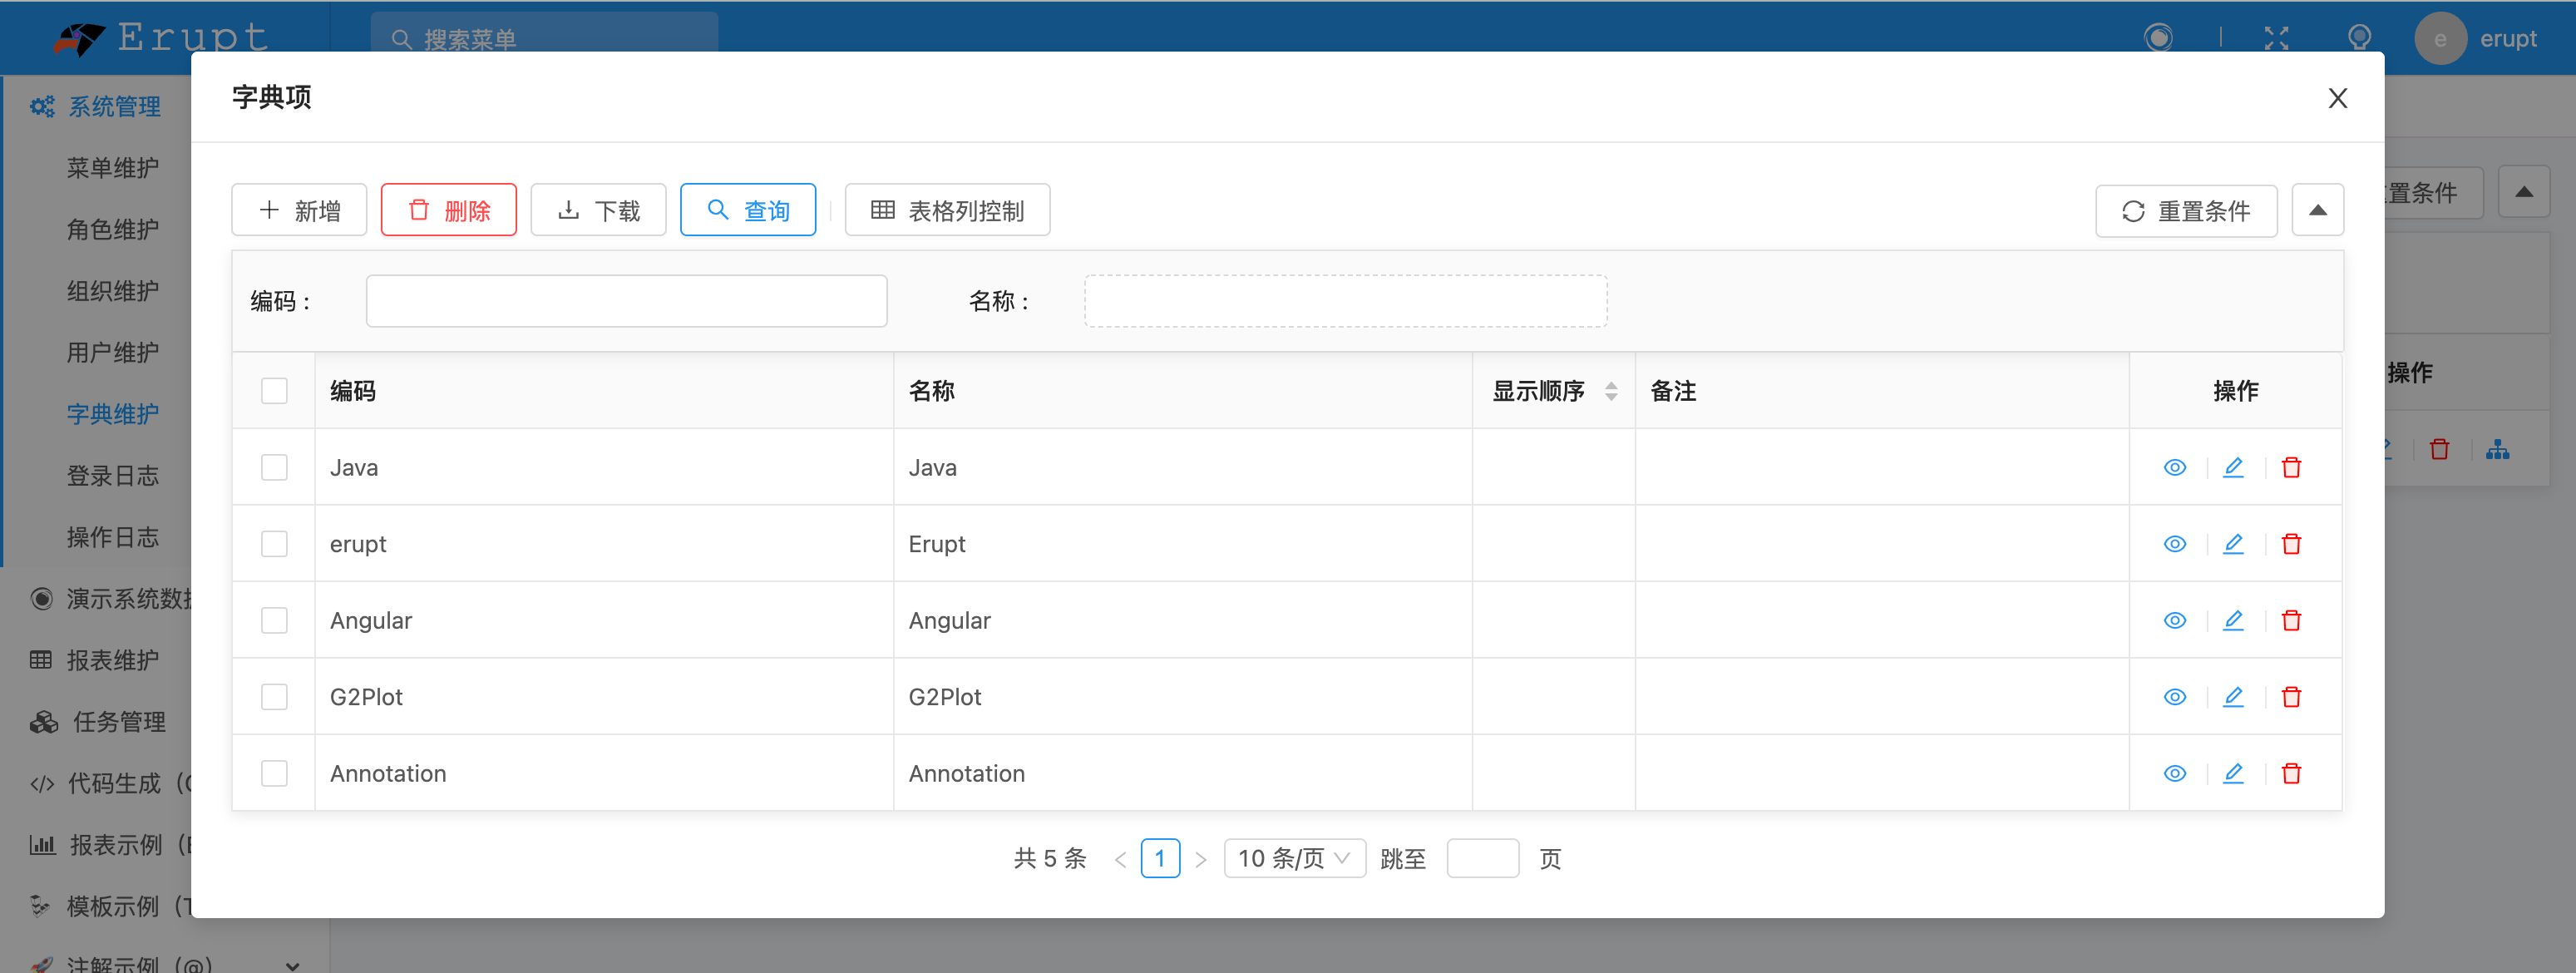 Erupt
搜索菜单
e
erupt
系统管理
菜单维护
角色维护
组织维护
用户维护
字典维护
登录日志
操作日志
演示系统数
报表维护
任务管理
代码生成 (
报表示例 (
模板示例 (
注解示例 (@)
字典项
新增 删除 下载 查询 表格列控制 重置条件
置条件
编码： 名称：
编码 名称 显示顺序 备注 操作
操作
Java Java
erupt Erupt
Angular Angular
G2Plot G2Plot
Annotation Annotation
共 5 条 < 1 > 10 条/页 跳至 页